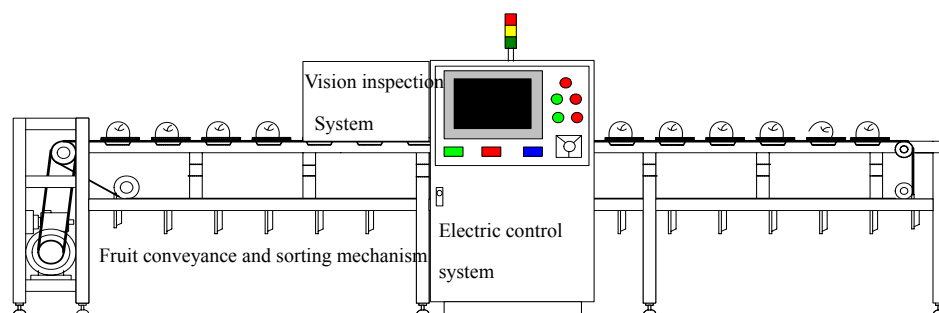 Vision inspection
System
Fruit conveyance and sorting mechanism
Electric control
system